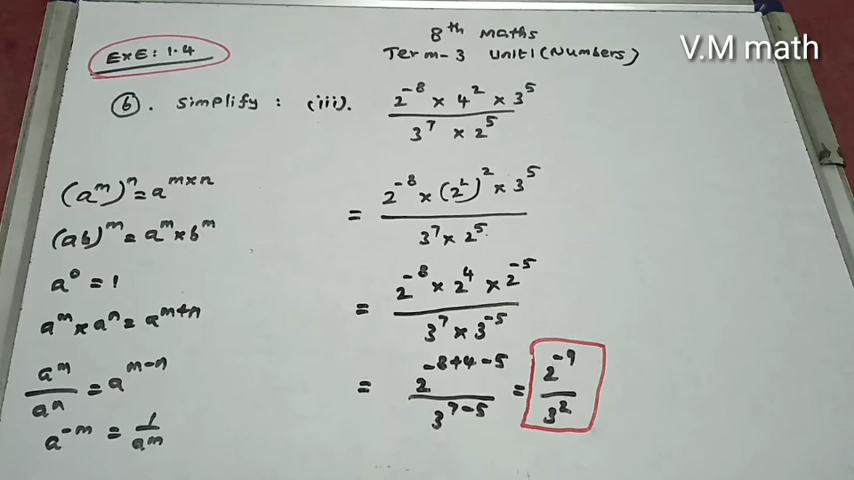 8th maths
ExE: 1.4
Term-3 unit1(Numbers)
V.M math
6. Simplify: (iii). 2^-8 × 4^2 × 3^5 / 3^7 × 2^5
(a^m)^n = a^m×n
= 2^-8 × (2^2)^2 × 3^5 / 3^7 × 2^5
(ab)^m = a^m × b^m
a^0 = 1
= 2^-8 × 2^4 × 2^-5 / 3^7 × 3^-5
a^m × a^n = a^m+n
a^m / a^n = a^m-n
= 2^-8+4-5 / 3^7-5 = 2^-9 / 3^2
a^-m = 1 / a^m